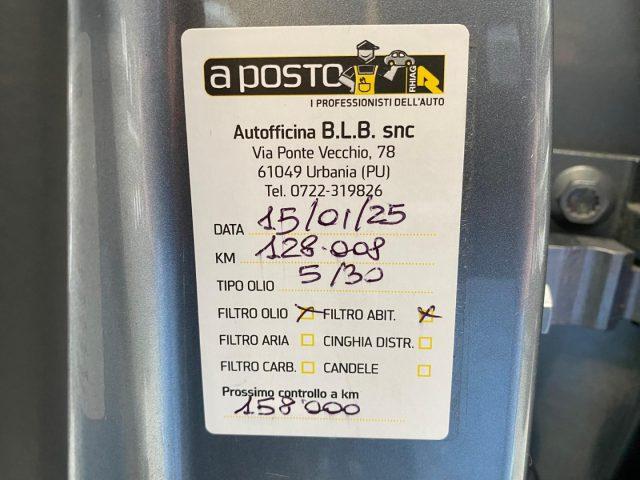 a posto
RHIAG
I PROFESSIONISTI DELL'AUTO
Autofficina B.L.B. snc
Via Ponte Vecchio, 78
61049 Urbania (PU)
Tel. 0722-319826
DATA 15/01/25
KM 128.008
TIPO OLIO 5/30
FILTRO OLIO FILTRO ABIT.
FILTRO ARIA CINGHIA DISTR.
FILTRO CARB. CANDELE
Prossimo controllo a km
158'000